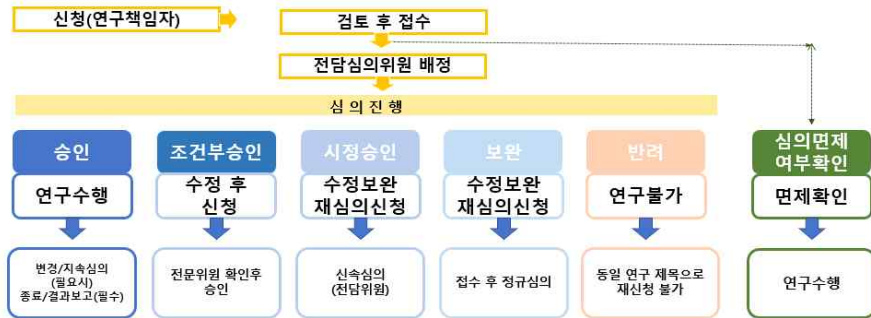 신청(연구책임자)
검토 후 접수
전담심의위원 배정
심 의 진 행
승인
연구수행
변경/지속심의
(필요시)
종료/결과보고(필수)
조건부승인
수정 후
신청
전문위원 확인후
승인
시정승인
수정보완
재심의신청
신속심의
(전담위원)
보완
수정보완
재심의신청
접수 후 정규심의
반려
연구불가
동일 연구 제목으로
재신청 불가
심의면제
여부확인
면제확인
연구수행